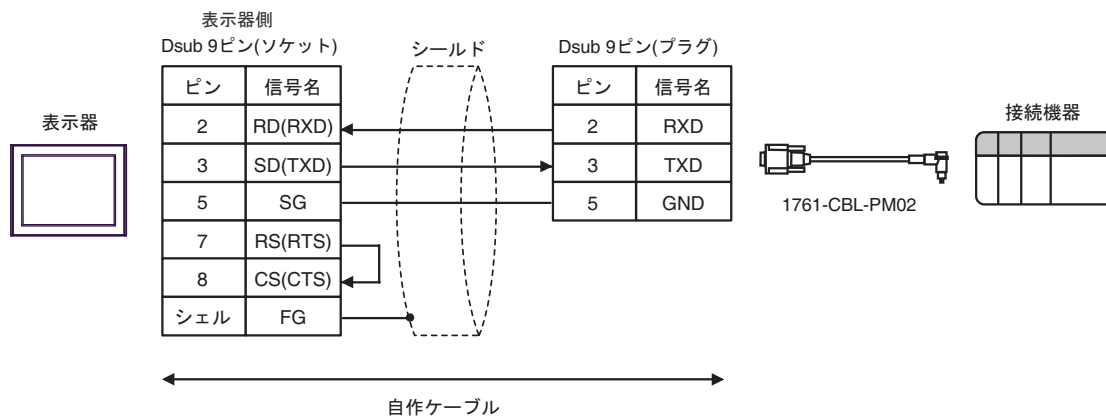 表示器側
Dsub 9ピン(ソケット)
シールド
Dsub 9ピン(プラグ)
ピン 信号名
ピン 信号名
表示器
接続機器
2 RD(RXD)
2 RXD
3 SD(TXD)
3 TXD
5 SG
5 GND
1761-CBL-PM02
7 RS(RTS)
8 CS(CTS)
シェル FG
自作ケーブル